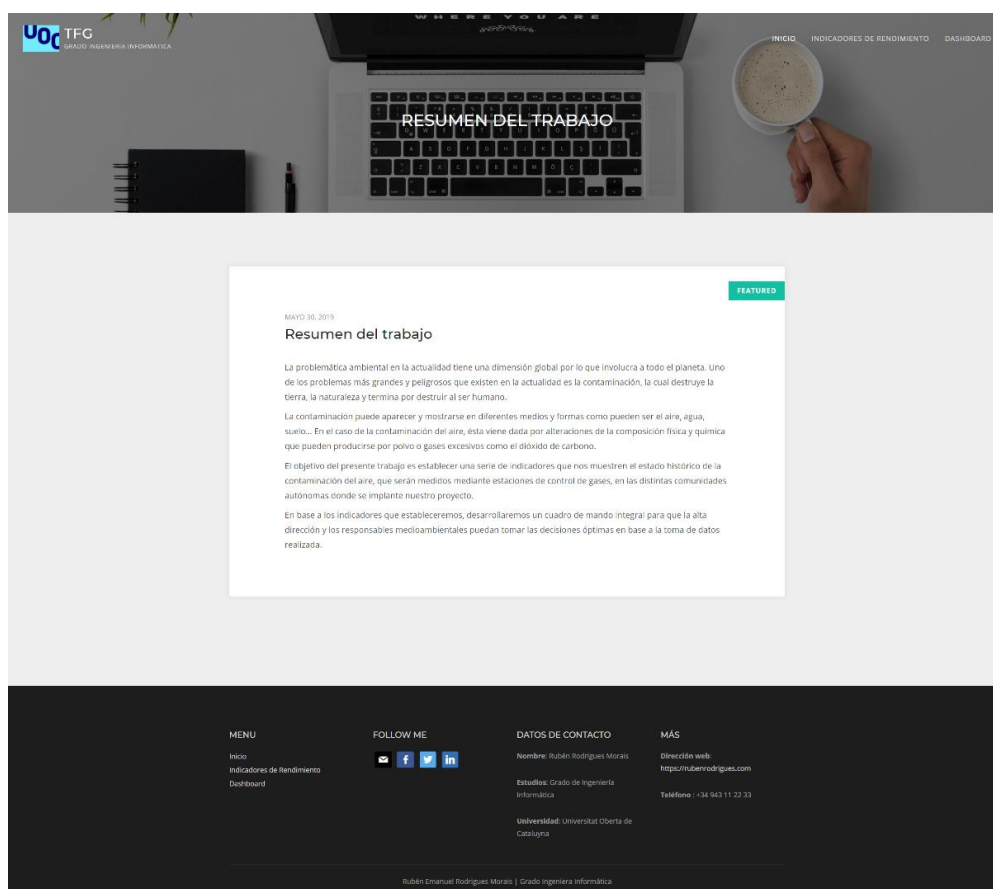 WHERE YOU ARE
UOC TFG
GRADO INGENIERÍA INFORMÁTICA
INICIO INDICADORES DE RENDIMIENTO DASHBOARD
RESUMEN DEL TRABAJO
FEATURED
MAYO 30, 2019
Resumen del trabajo
La problemática ambiental en la actualidad tiene una dimensión global por lo que involucra a todo el planeta. Uno
de los problemas más grandes y peligrosos que existen en la actualidad es la contaminación, la cual destruye la
tierra, la naturaleza y termina por destruir al ser humano.
La contaminación puede aparecer y mostrarse en diferentes medios y formas como pueden ser el aire, agua,
suelo... En el caso de la contaminación del aire, ésta viene dada por alteraciones de la composición física y química
que pueden producirse por polvo o gases excesivos como el dióxido de carbono.
El objetivo del presente trabajo es establecer una serie de indicadores que nos muestren el estado histórico de la
contaminación del aire, que serán medidos mediante estaciones de control de gases, en las distintas comunidades
autónomas donde se implante nuestro proyecto.
En base a los indicadores que estableceremos, desarrollaremos un cuadro de mando integral para que la alta
dirección y los responsables medioambientales puedan tomar las decisiones óptimas en base a la toma de datos
realizada.
MENU
Inicio
Indicadores de Rendimiento
Dashboard
FOLLOW ME
DATOS DE CONTACTO
Nombre: Rubén Rodrigues Morais
Estudios: Grado de Ingeniería
Informática
Universidad: Universitat Oberta de
Cataluyna
MÁS
Dirección web:
https://rubenrodrigues.com
Teléfono : +34 943 11 22 33
Rubén Emanuel Rodrigues Morais | Grado Ingeniera Informática